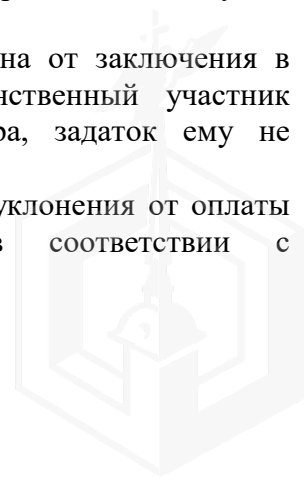 на от заключения в
нственный участник
ра, задаток ему не
уклонения от оплаты
в соответствии с